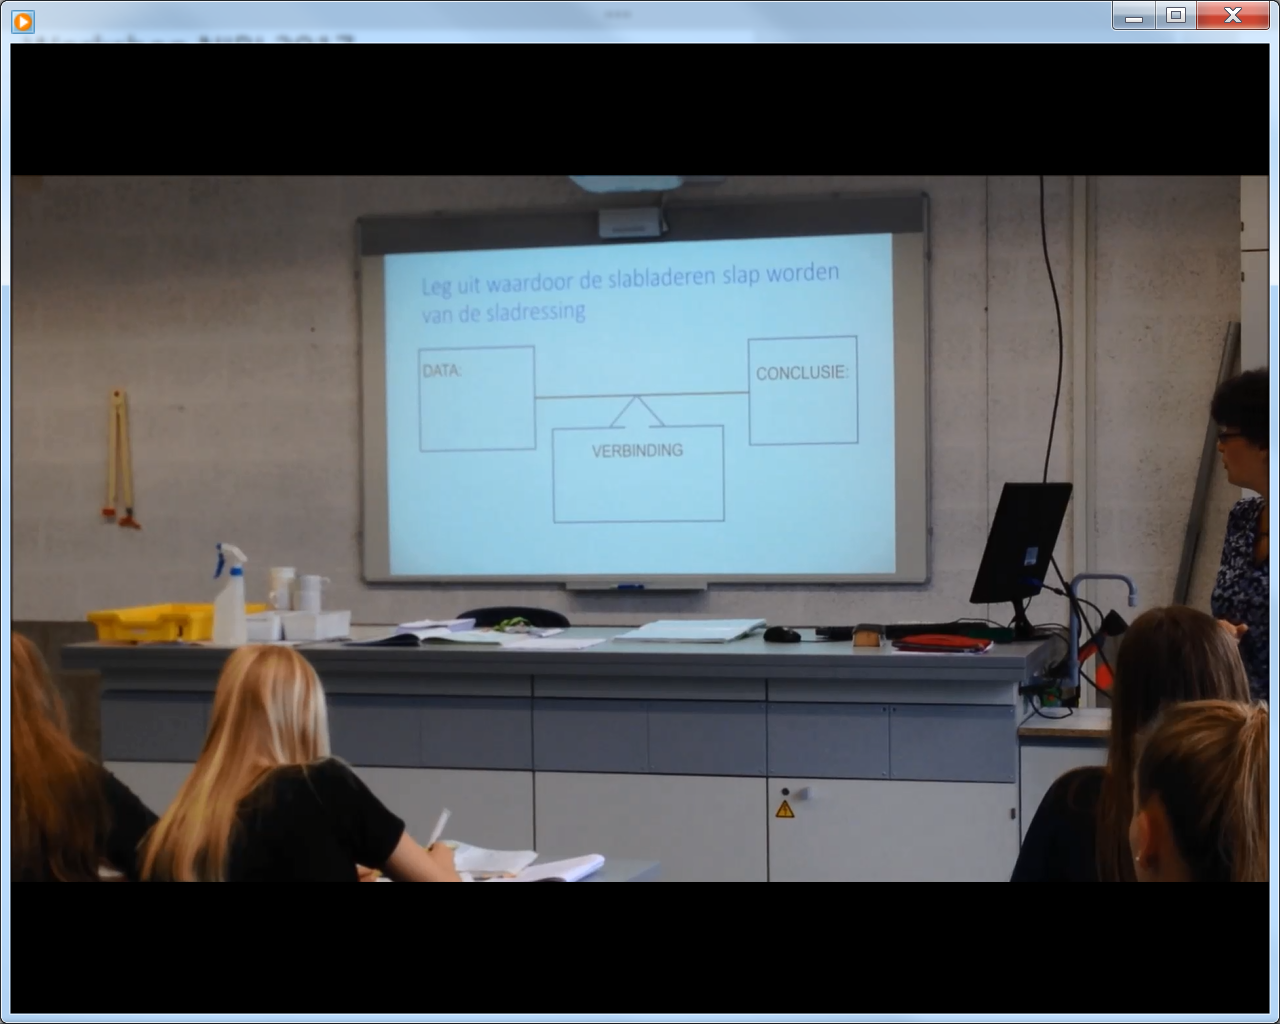 Leg uit waardoor de slabladeren slap worden
van de sladressing
DATA:
CONCLUSIE:
VERBINDING